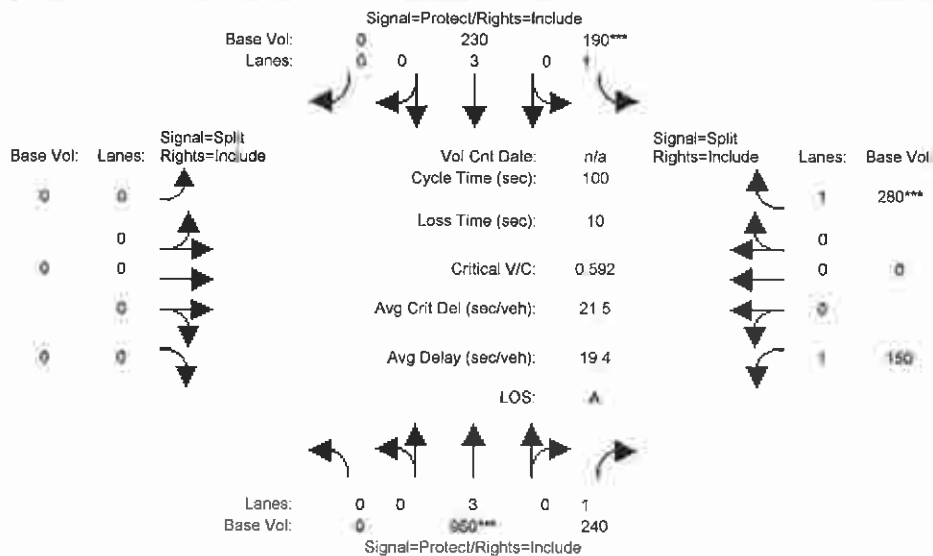 Signal=Protect/Rights=Include
Base Vol: 0 230 190***
Lanes: 0 0 3 0 1
Signal=Split
Base Vol: Lanes: Rights=Include
Vol Cnt Date: n/a
Signal=Split
Rights=Include Lanes: Base Vol
Cycle Time (sec): 100
0 0 1 280***
Loss Time (sec): 10
0 0
0 0 Critical V/C: 0.592 0 0
0 Avg Crit Del (sec/veh): 21 5 0
0 0 Avg Delay (sec/veh): 19 4 1 150
LOS: A
Lanes: 0 0 3 0 1
Base Vol: 0 950*** 240
Signal=Protect/Rights=Include